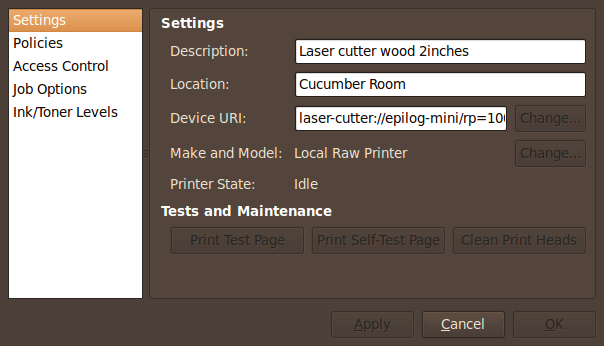 Settings
Policies
Access Control
Job Options
Ink/Toner Levels
Settings
Description: Laser cutter wood 2inches
Location: Cucumber Room
Device URI: laser-cutter://epilog-mini/rp=100 Change...
Make and Model: Local Raw Printer Change...
Printer State: Idle
Tests and Maintenance
Print Test Page Print Self-Test Page Clean Print Heads
Apply Cancel OK